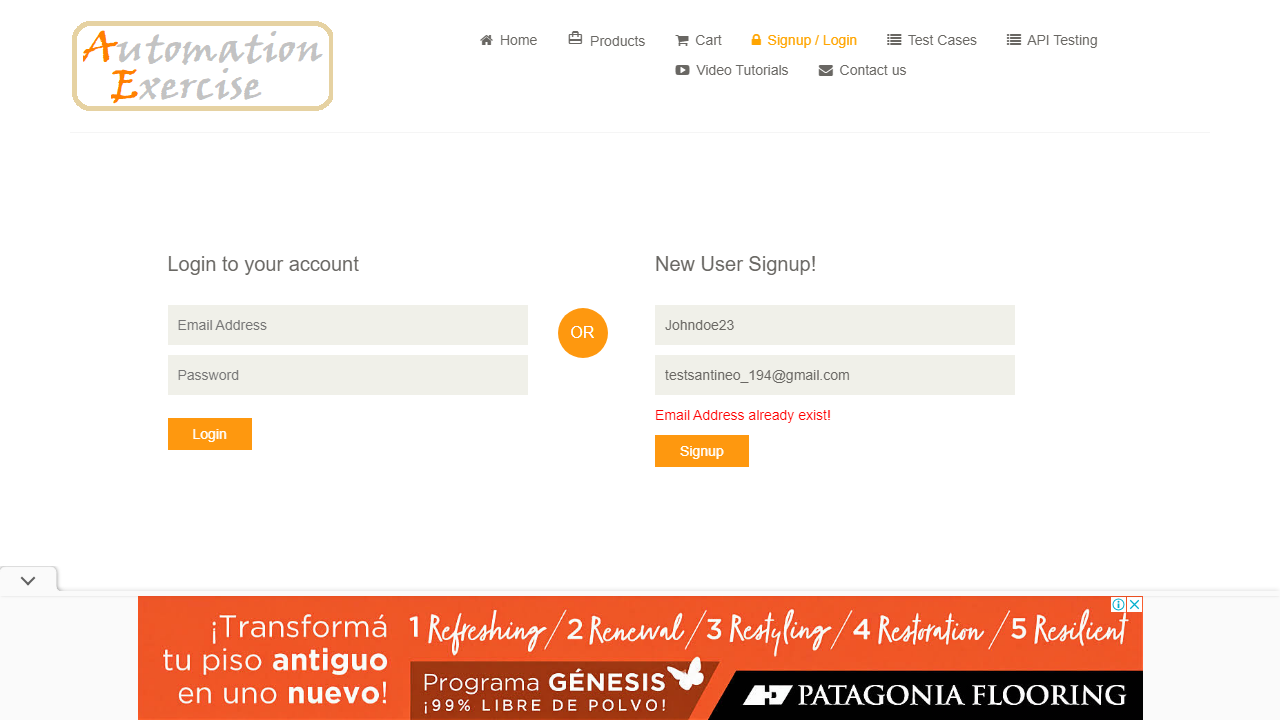 Automation
Exercise
Home
Products
Cart
Signup / Login
Test Cases
API Testing
Video Tutorials
Contact us
Login to your account
Email Address
Password
Login
OR
New User Signup!
Johndoe23
testsantineo_194@gmail.com
Email Address already exist!
Signup
¡Transformá
tu piso antiguo
en uno nuevo!
1 Refreshing / 2 Renewal / 3 Restyling / 4 Restoration / 5 Resilient
Programa GÉNESIS
¡99% LIBRE DE POLVO!
PATAGONIA FLOORING